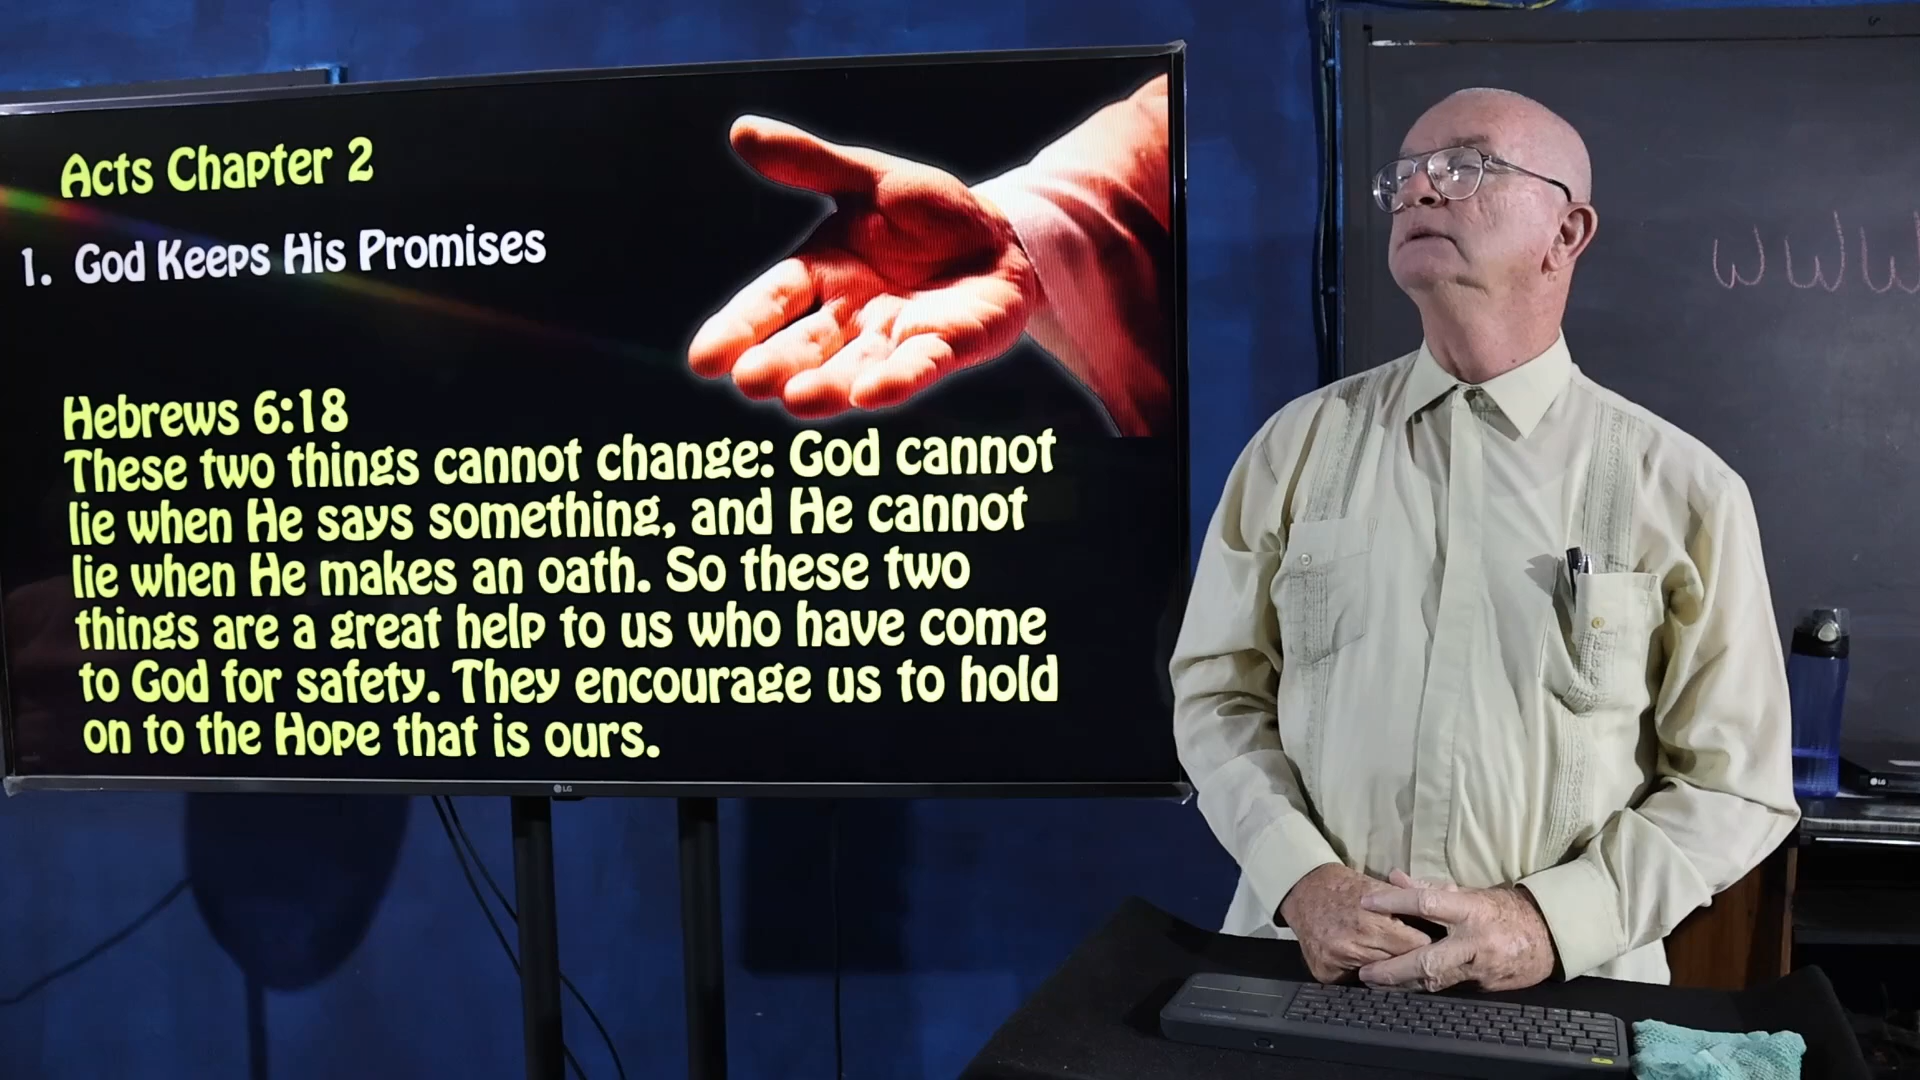 Acts Chapter 2
1. God Keeps His Promises
Hebrews 6:18
These two things cannot change: God cannot
lie when He says something, and He cannot
lie when He makes an oath. So these two
things are a great help to us who have come
to God for safety. They encourage us to hold
on to the Hope that is ours.
LG
WWW
LG